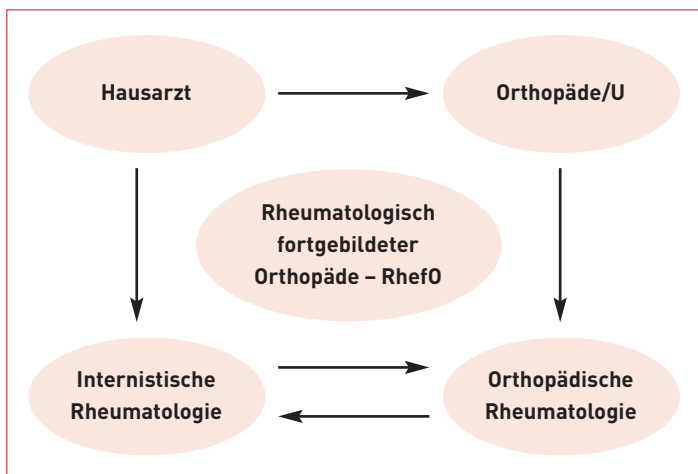 Hausarzt
Orthopäde/U
Rheumatologisch
fortgebildeter
Orthopäde – RhefO
Internistische
Rheumatologie
Orthopädische
Rheumatologie